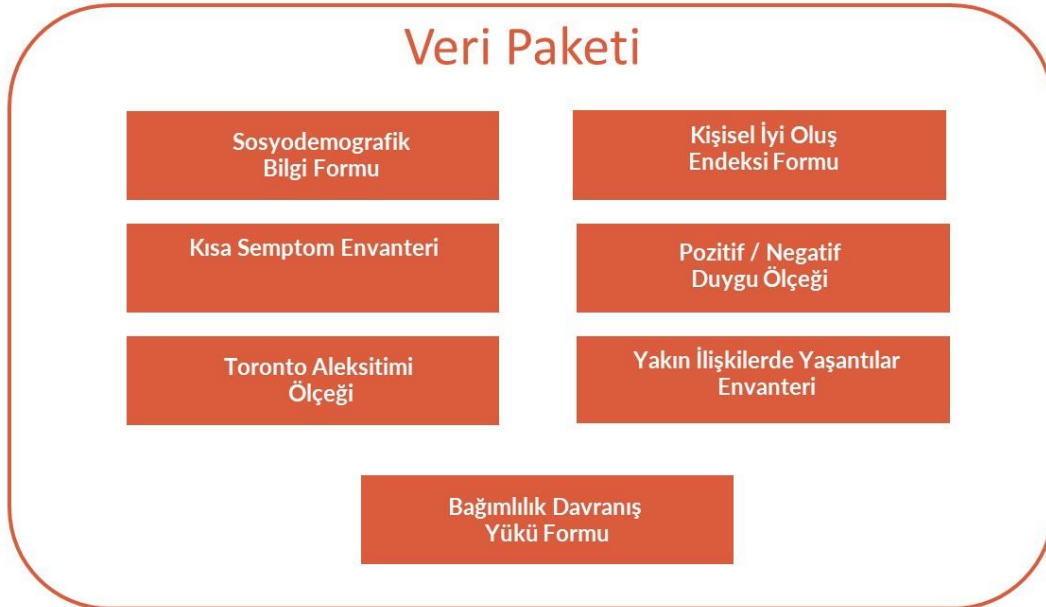 Veri Paketi
Sosyodemografik
Bilgi Formu
Kişisel İyi Oluş
Endeksi Formu
Kısa Semptom Envanteri
Pozitif / Negatif
Duygu Ölçeği
Toronto Aleksitimi
Ölçeği
Yakın İlişkilerde Yaşantılar
Envanteri
Bağımlılık Davranış
Yükü Formu